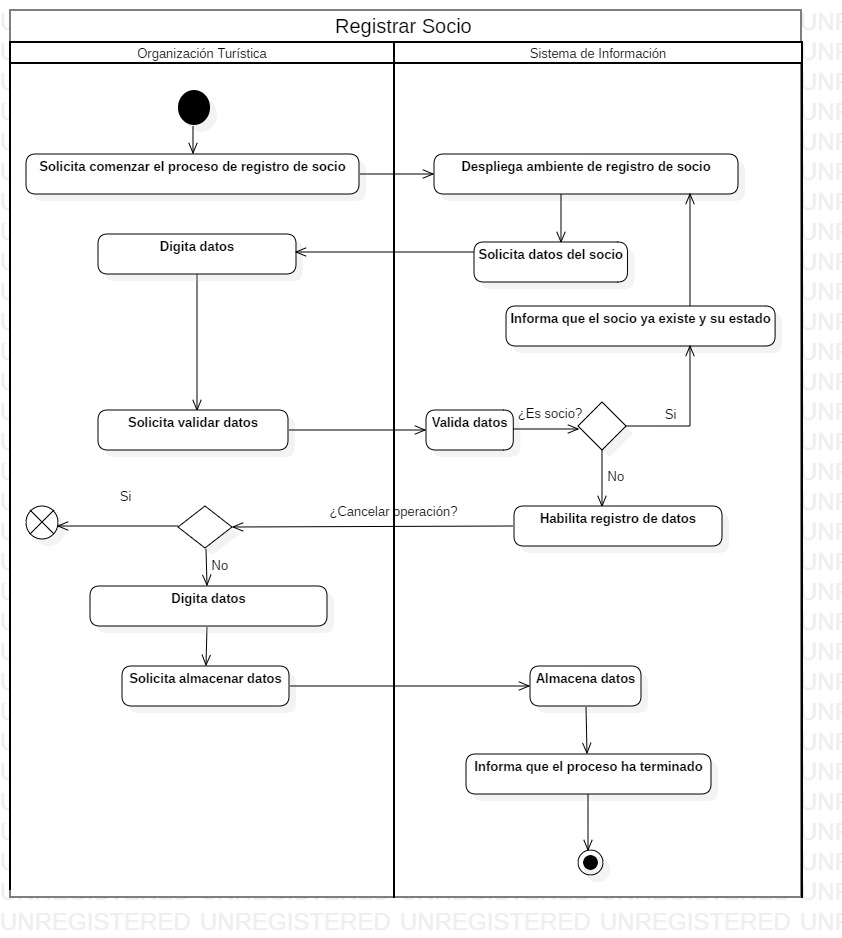 Registrar Socio
Organización Turística
Sistema de Información
Solicita comenzar el proceso de registro de socio
Despliega ambiente de registro de socio
Digita datos
Solicita datos del socio
Informa que el socio ya existe y su estado
Solicita validar datos
Valida datos
¿Es socio?
Si
No
Si
¿Cancelar operación?
Habilita registro de datos
No
Digita datos
Solicita almacenar datos
Almacena datos
Informa que el proceso ha terminado
UNREGISTERED UNREGISTERED UNREGISTERED UNREGISTERED UNR